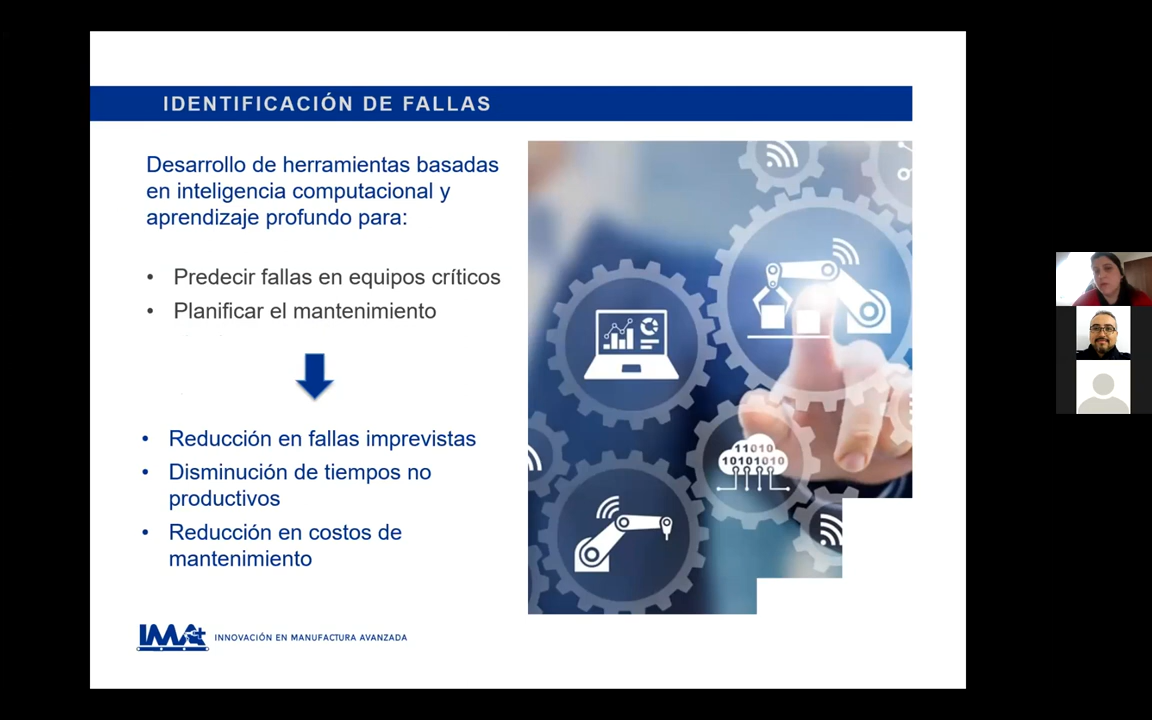 IDENTIFICACIÓN DE FALLAS
Desarrollo de herramientas basadas
en inteligencia computacional y
aprendizaje profundo para:
• Predecir fallas en equipos críticos
• Planificar el mantenimiento
• Reducción en fallas imprevistas
• Disminución de tiempos no
productivos
• Reducción en costos de
mantenimiento
11010
10101010
IMA+ INNOVACIÓN EN MANUFACTURA AVANZADA